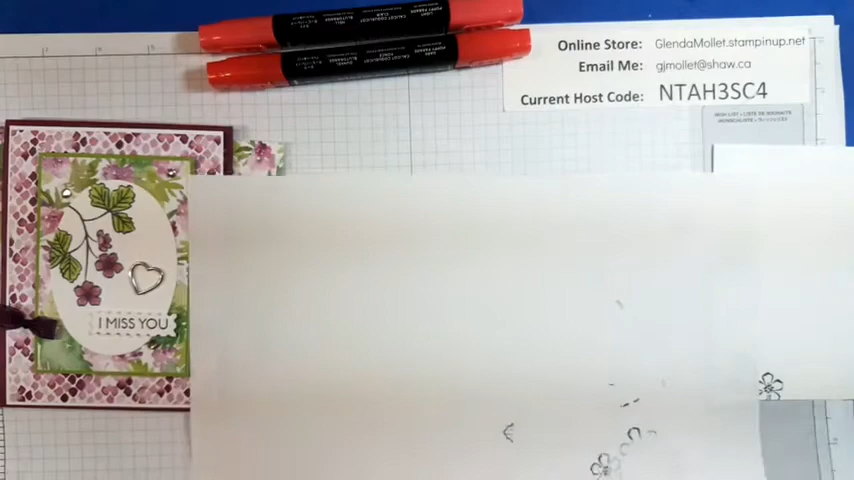 Online Store: GlendaMollet.stampinup.net
Email Me: gjmollet@shaw.ca
Current Host Code: NTAH3SC4
I MISS YOU